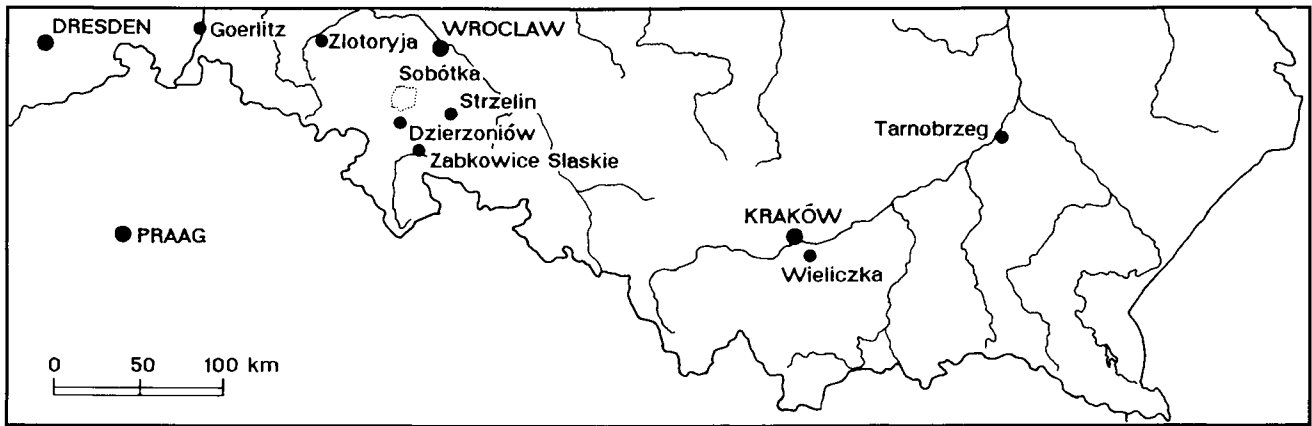 DRESDEN
Goerlitz
Zlotoryja
WROCLAW
Sobótka
Strzelin
Dzierzoniów
Zabkowice Slaskie
Tarnobrzeg
KRAKÓW
Wieliczka
PRAAG
0 50 100 km